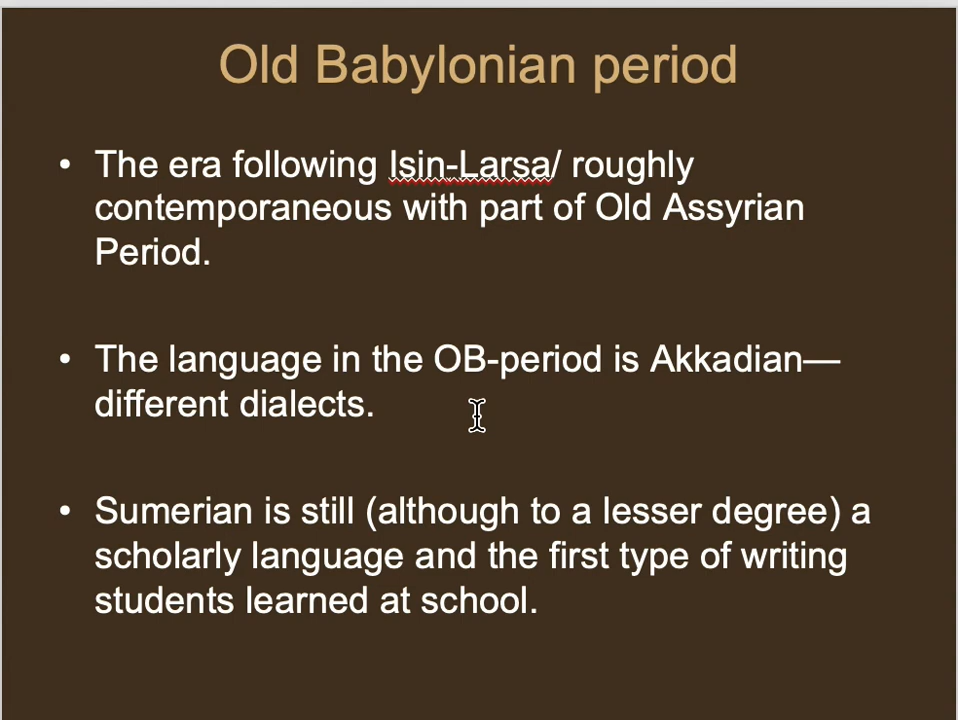 Old Babylonian period
• The era following Isin-Larsa/ roughly
contemporaneous with part of Old Assyrian
Period.
• The language in the OB-period is Akkadian—
different dialects.
• Sumerian is still (although to a lesser degree) a
scholarly language and the first type of writing
students learned at school.